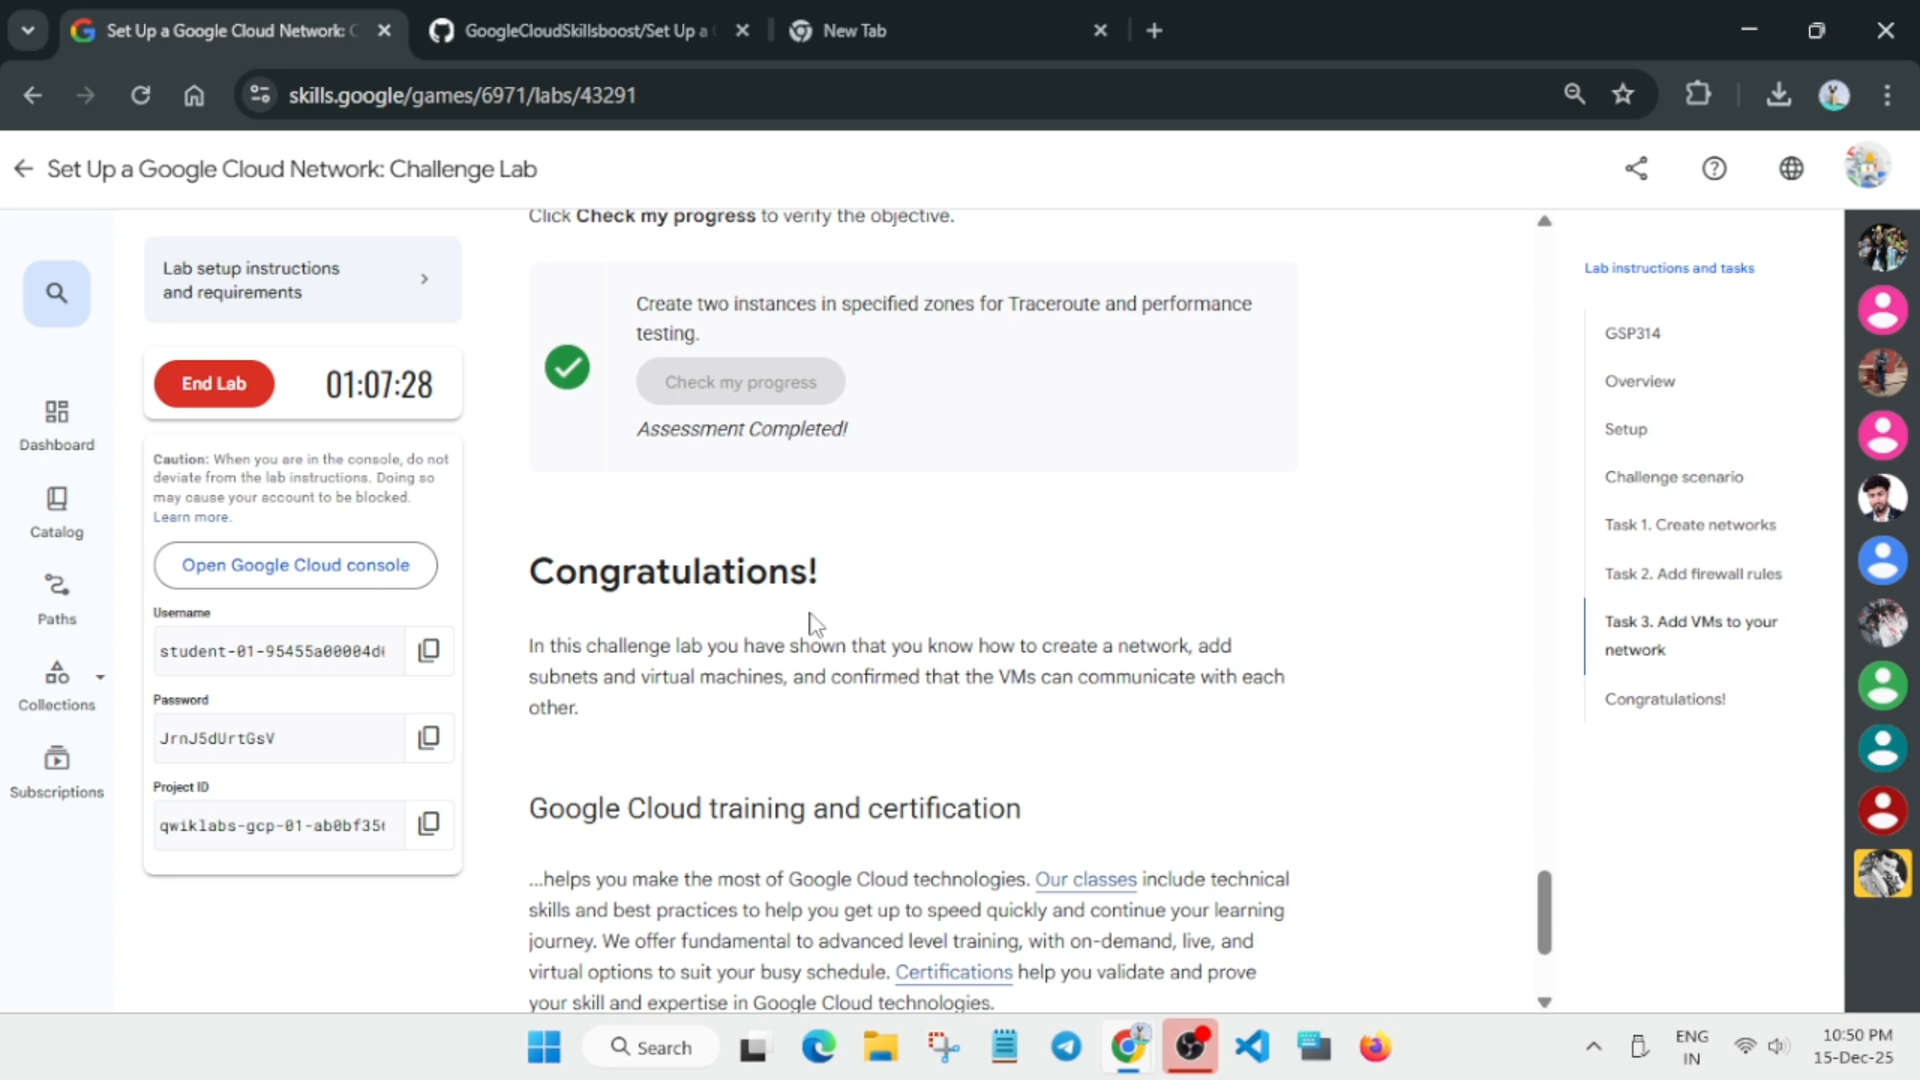 Set Up a Google Cloud Network: C
GoogleCloudSkillsboost/Set Up a
New Tab
skills.google/games/6971/labs/43291
Set Up a Google Cloud Network: Challenge Lab
Lab setup instructions
and requirements
End Lab
01:07:28
Caution: When you are in the console, do not
deviate from the lab instructions. Doing so
may cause your account to be blocked.
Learn more.
Open Google Cloud console
Username
student-01-95455a00004d
Password
JrnJ5dUrtGsV
Project ID
qwiklabs-gcp-01-ab0bf35
Dashboard
Catalog
Paths
Collections
Subscriptions
Click Check my progress to verify the objective.
Create two instances in specified zones for Traceroute and performance
testing.
Check my progress
Assessment Completed!
Congratulations!
In this challenge lab you have shown that you know how to create a network, add
subnets and virtual machines, and confirmed that the VMs can communicate with each
other.
Google Cloud training and certification
...helps you make the most of Google Cloud technologies. Our classes include technical
skills and best practices to help you get up to speed quickly and continue your learning
journey. We offer fundamental to advanced level training, with on-demand, live, and
virtual options to suit your busy schedule. Certifications help you validate and prove
your skill and expertise in Google Cloud technologies.
Lab instructions and tasks
GSP314
Overview
Setup
Challenge scenario
Task 1. Create networks
Task 2. Add firewall rules
Task 3. Add VMs to your
network
Congratulations!
Search
ENG
IN
10:50 PM
15-Dec-25